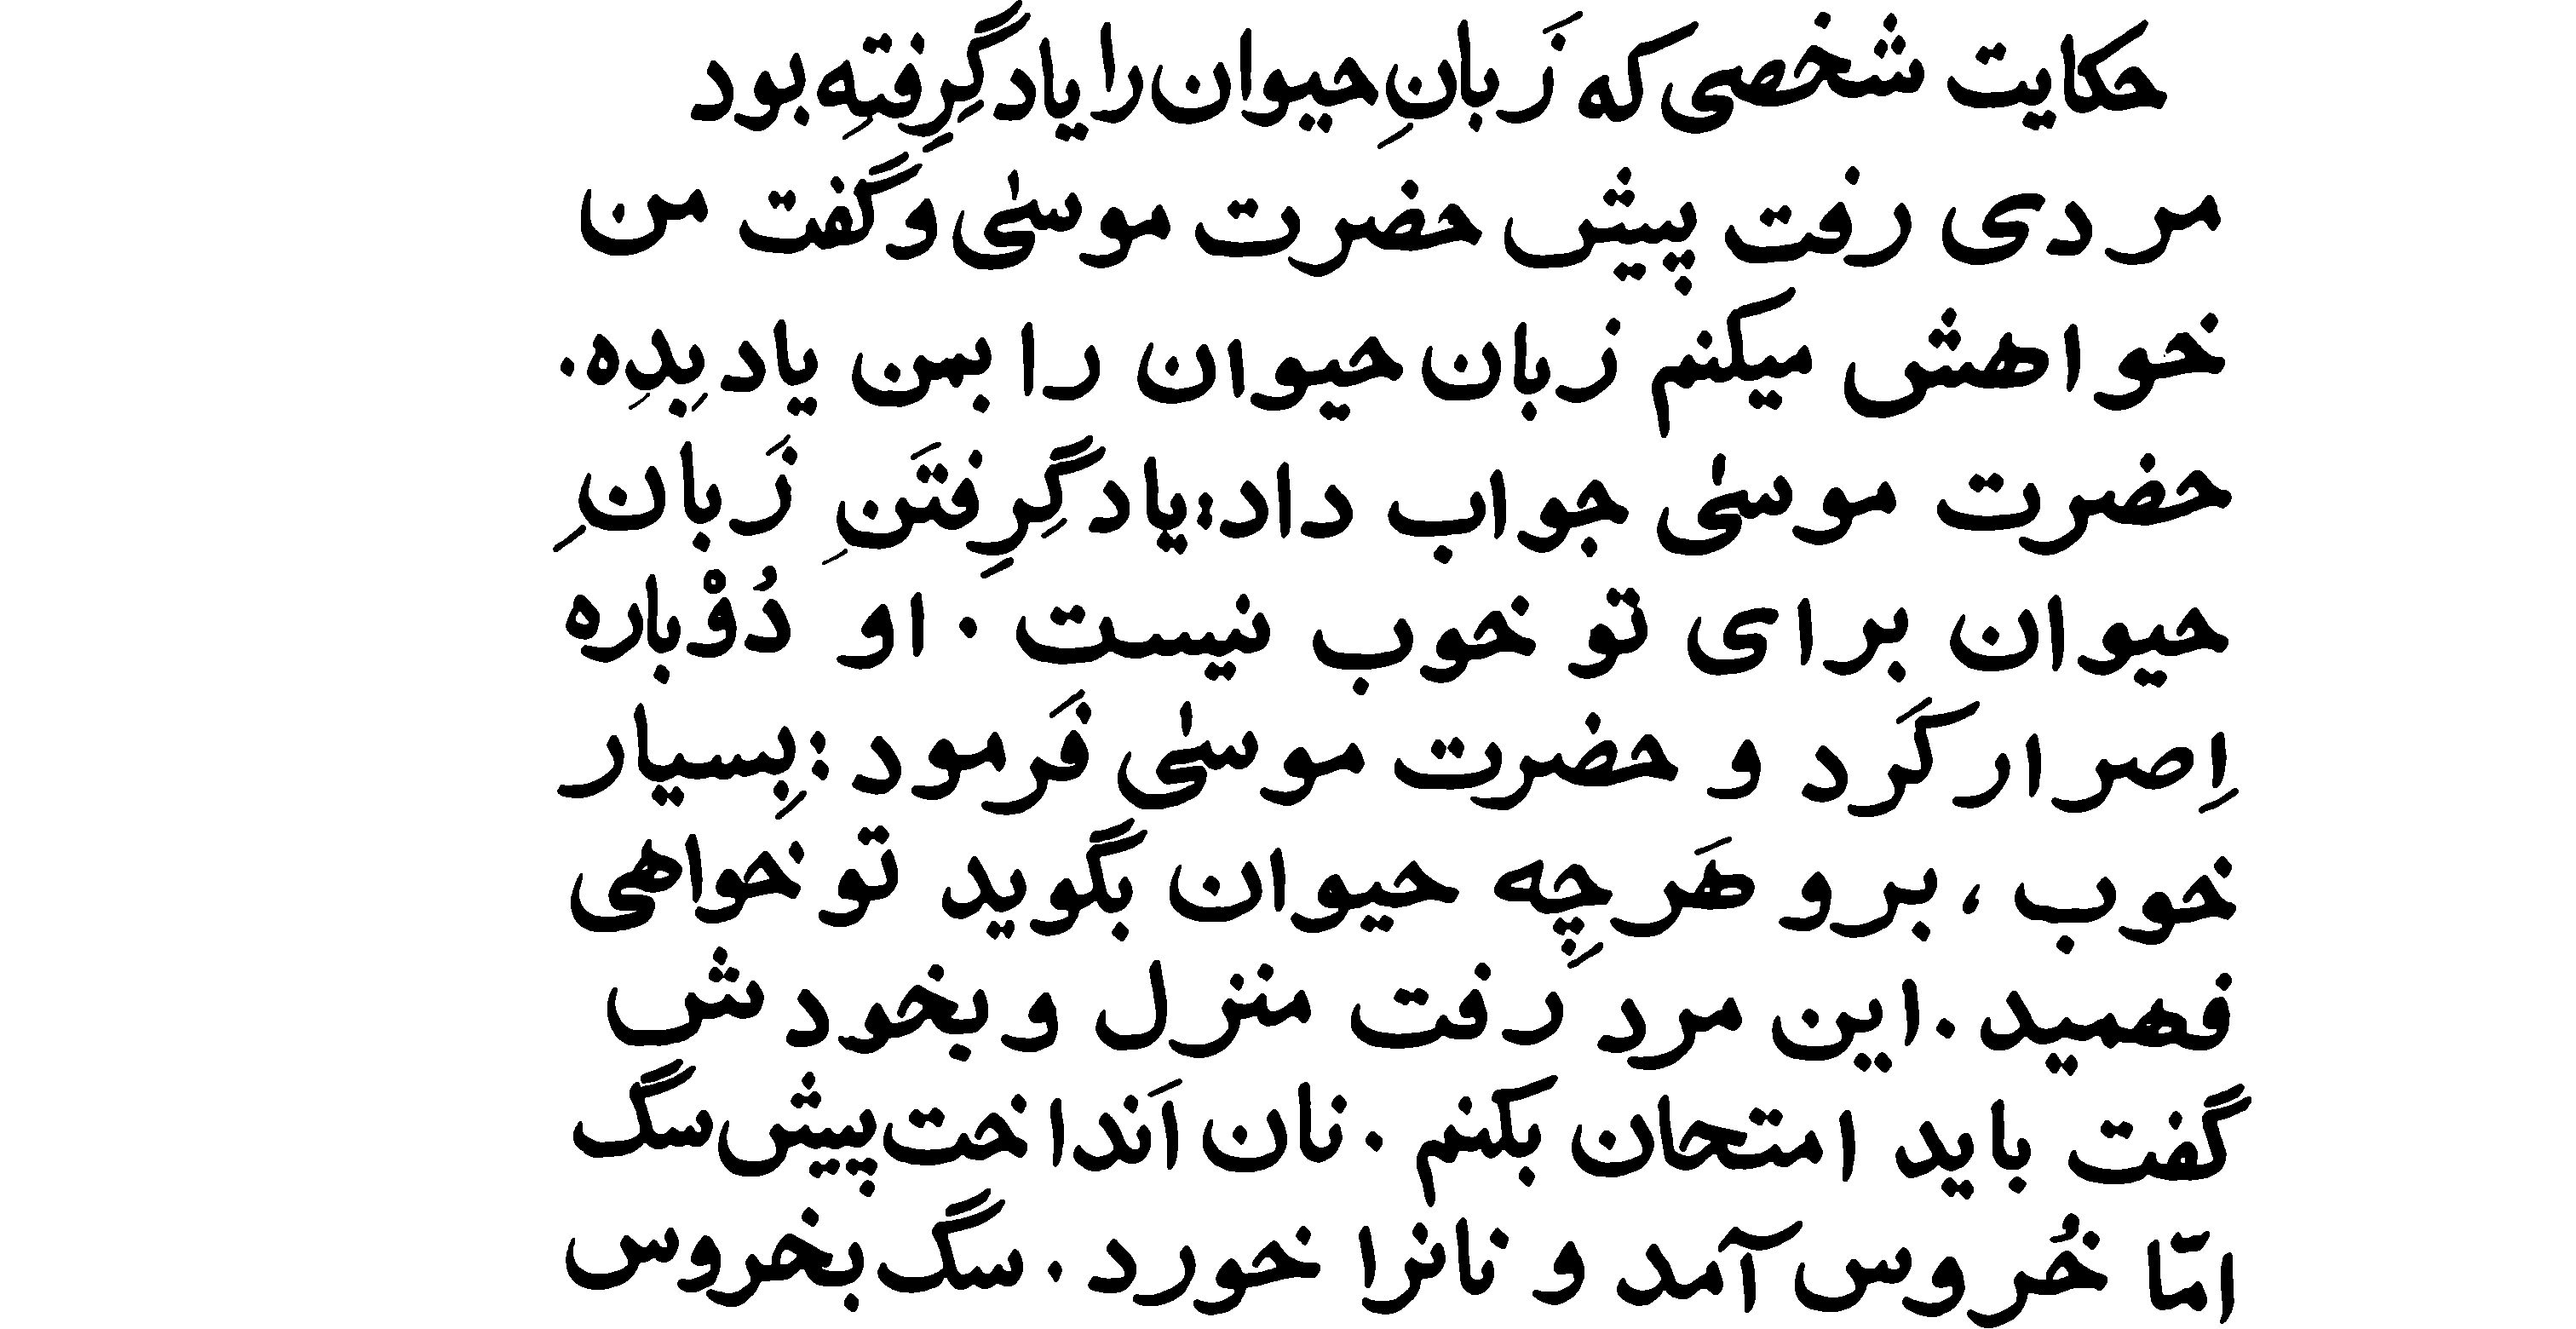 حکایت شخصی که زَبانِ حیوان را یاد گِرِفتِه بود
مردی رفت پیش حضرت موسیٰ و گفت من
خواهش میکنم زبان حیوان را بمن یاد بِدِه.
حضرت موسیٰ جواب داد: یاد گِرِفتَنِ زَبانِ
حیوان برای تو خوب نیست. او دُوْباره
اِصرار کَرد و حضرت موسیٰ فَرمود: بِسیار
خوب، برو هَرچِه حیوان بگوید تو خواهی
فهمید. این مرد رفت منزل و بخودش
گفت باید امتحان بکنم. نان اَنداخت پیش سگ
امّا خُروس آمد و نانرا خورد. سگ بخروس